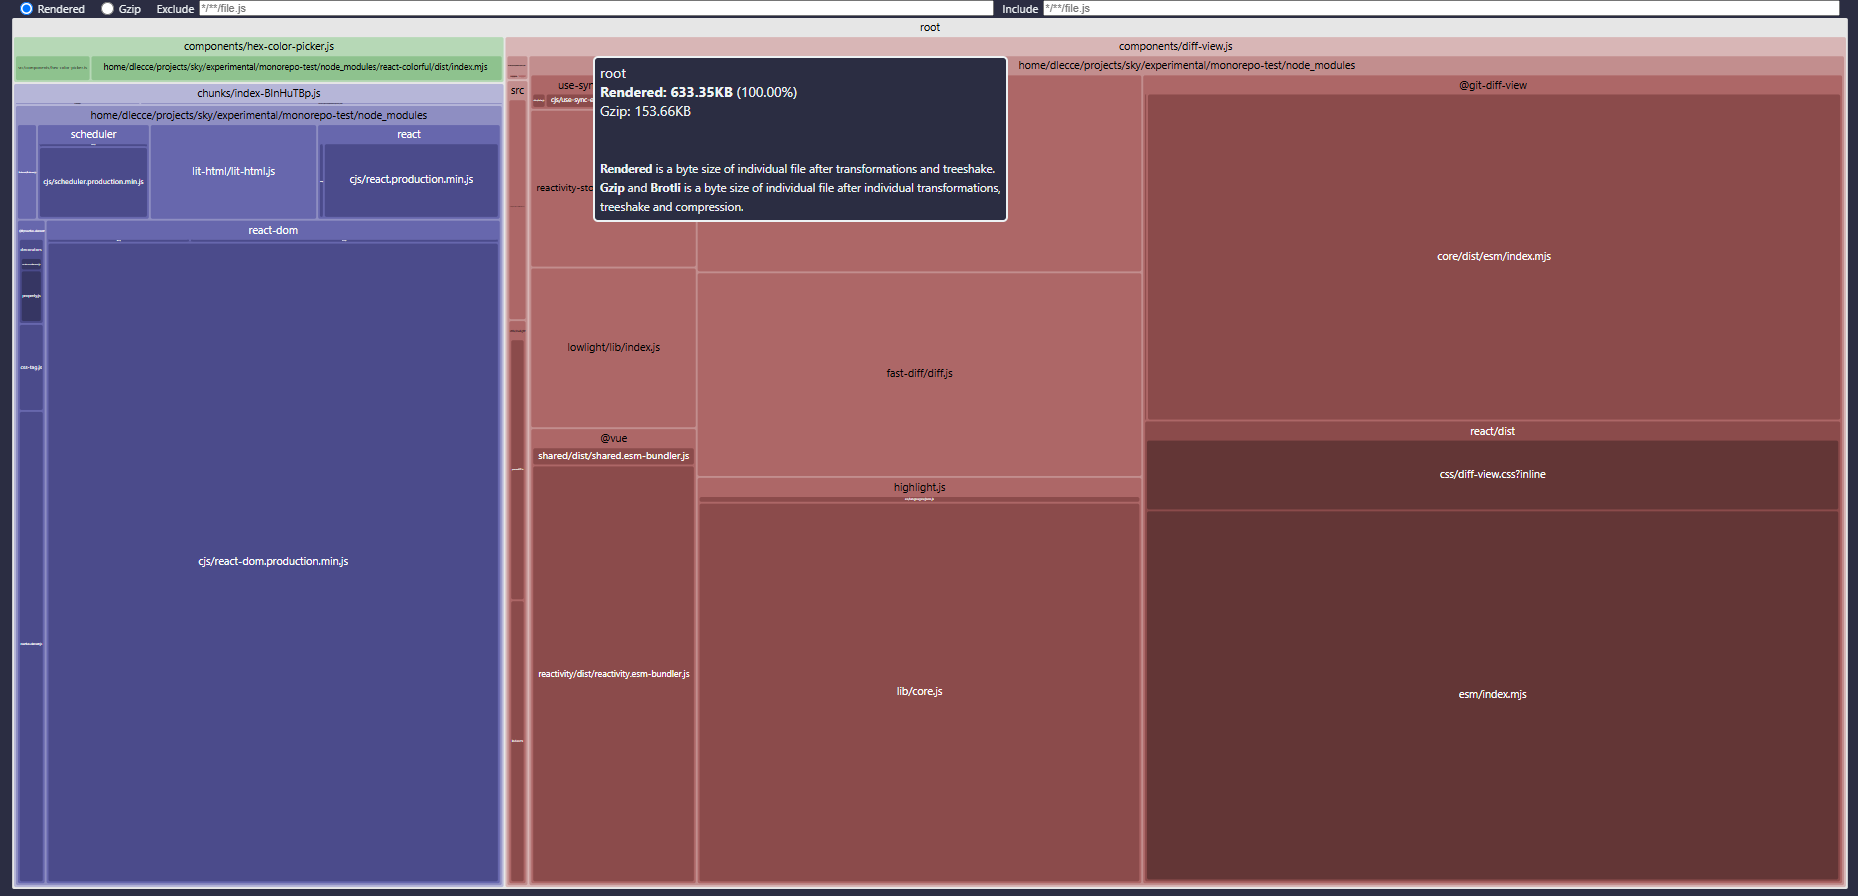 Rendered Gzip Exclude */**/file.js Include */**/file.js
root
components/hex-color-picker.js
components/diff-view.js
home/dlecce/projects/sky/experimental/monorepo-test/node_modules/react-colorful/dist/index.mjs
home/dlecce/projects/sky/experimental/monorepo-test/node_modules
root
Rendered: 633.35KB (100.00%)
Gzip: 153.66KB
Rendered is a byte size of individual file after transformations and treeshake.
Gzip and Brotli is a byte size of individual file after individual transformations,
treeshake and compression.
chunks/index-BlnHuTBp.js
home/dlecce/projects/sky/experimental/monorepo-test/node_modules
scheduler
cjs/scheduler.production.min.js
lit-html/lit-html.js
react
cjs/react.production.min.js
property.js
css-tag.js
react-dom
cjs/react-dom.production.min.js
src
use-syn
cjs/use-sync-e
reactivity-sto
lowlight/lib/index.js
@vue
shared/dist/shared.esm-bundler.js
reactivity/dist/reactivity.esm-bundler.js
fast-diff/diff.js
highlight.js
lib/core.js
@git-diff-view
core/dist/esm/index.mjs
react/dist
css/diff-view.css?inline
esm/index.mjs